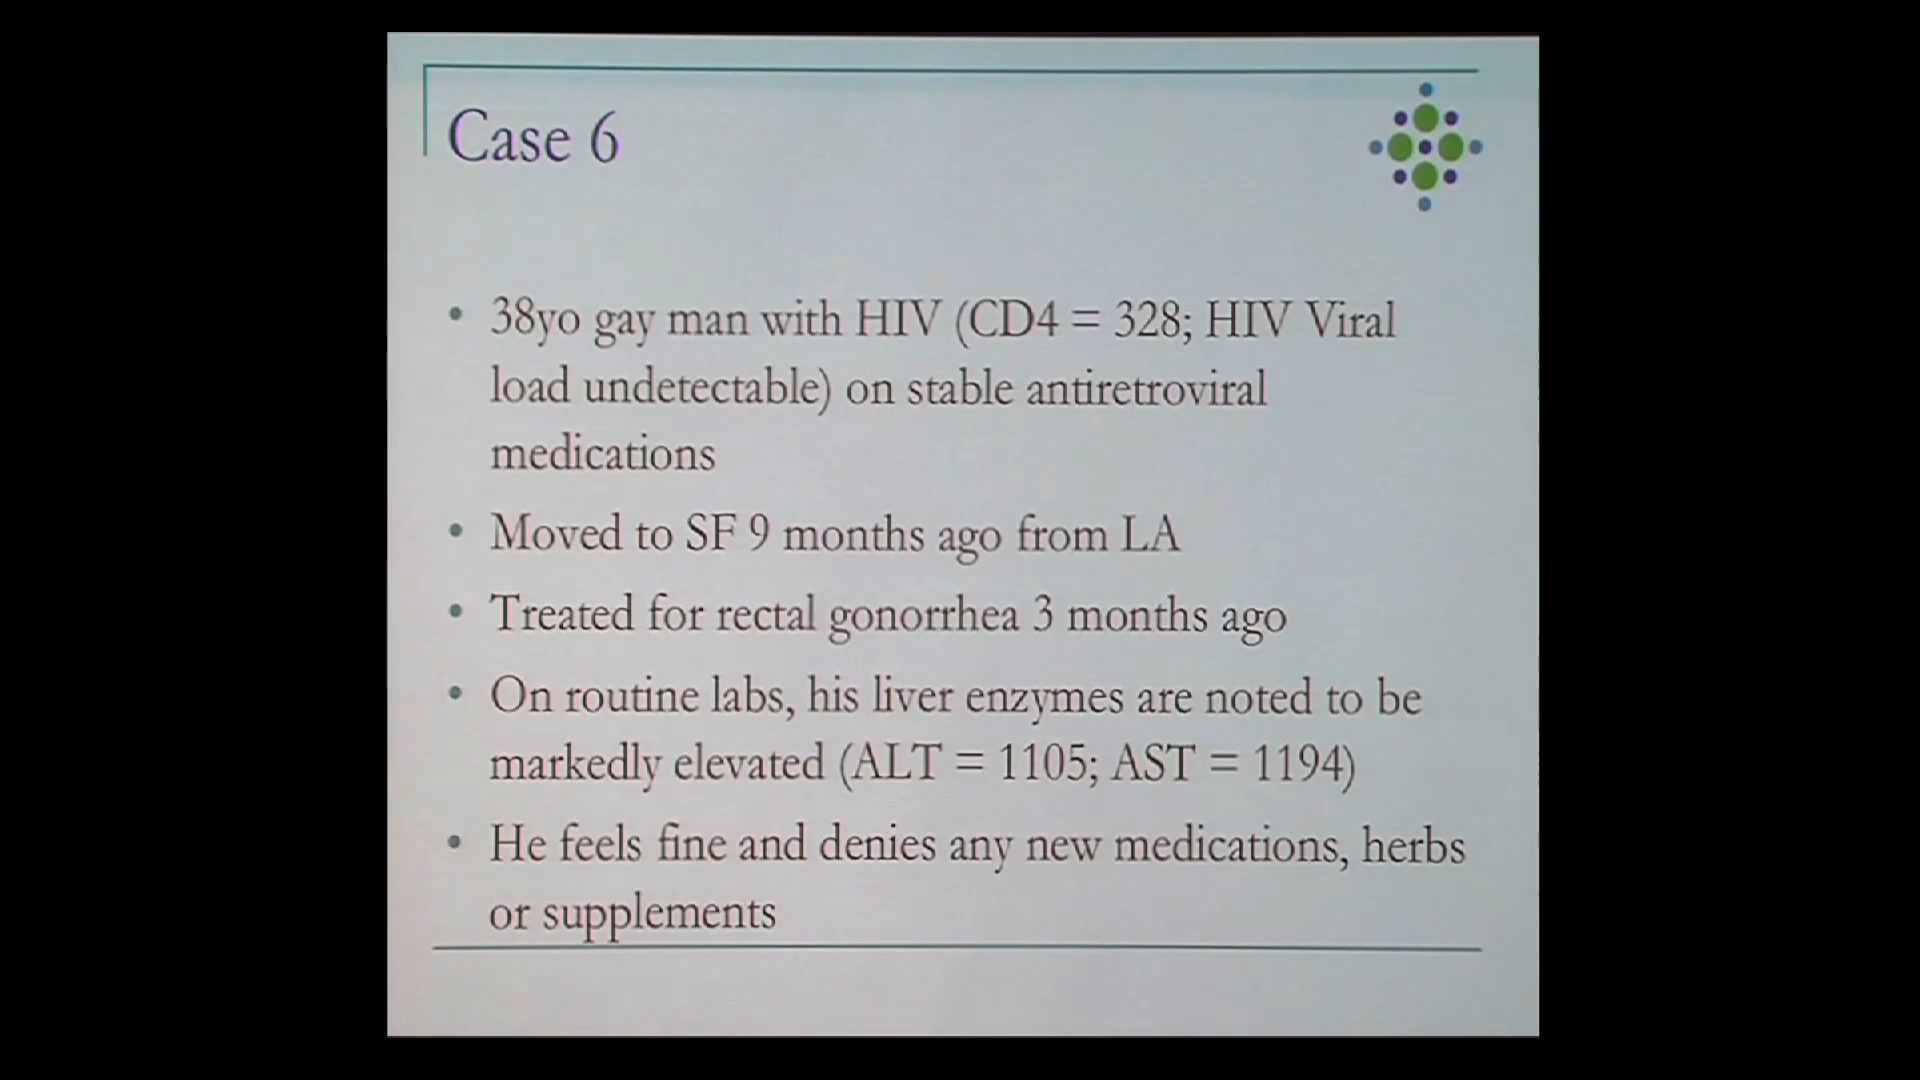 Case 6
• 38yo gay man with HIV (CD4 = 328; HIV Viral
load undetectable) on stable antiretroviral
medications
• Moved to SF 9 months ago from LA
• Treated for rectal gonorrhea 3 months ago
• On routine labs, his liver enzymes are noted to be
markedly elevated (ALT = 1105; AST = 1194)
• He feels fine and denies any new medications, herbs
or supplements